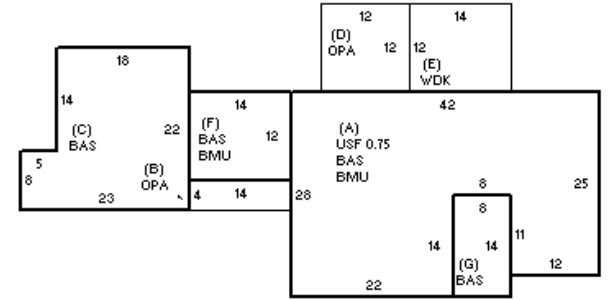 12
14
(D)
OPA
12
12
(E)
WDK
18
14
(C)
BAS
22
5
8
23
(B)
OPA
14
(F)
BAS
BMU
12
4
14
42
(A)
USF 0.75
BAS
BMU
28
25
8
8
14
14
11
(G)
BAS
12
22